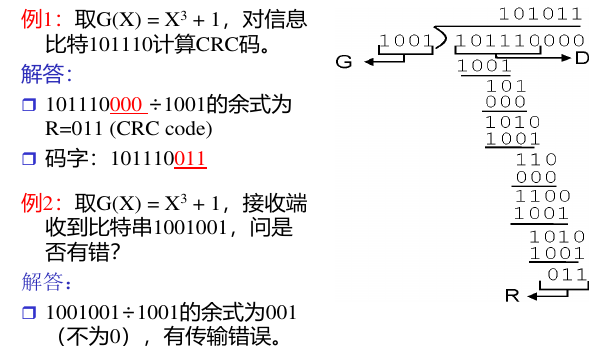 例1：取G(X) = X³ + 1，对信息
比特101110计算CRC码。
解答：
101110000 ÷1001的余式为
R=011 (CRC code)
码字：101110011
例2：取G(X) = X³ + 1，接收端
收到比特串1001001，问是
否有错？
解答：
1001001÷1001的余式为001
（不为0），有传输错误。
101011
1001
101110000
G
D
1001
101
000
1010
1001
110
000
1100
1001
1010
1001
011
R